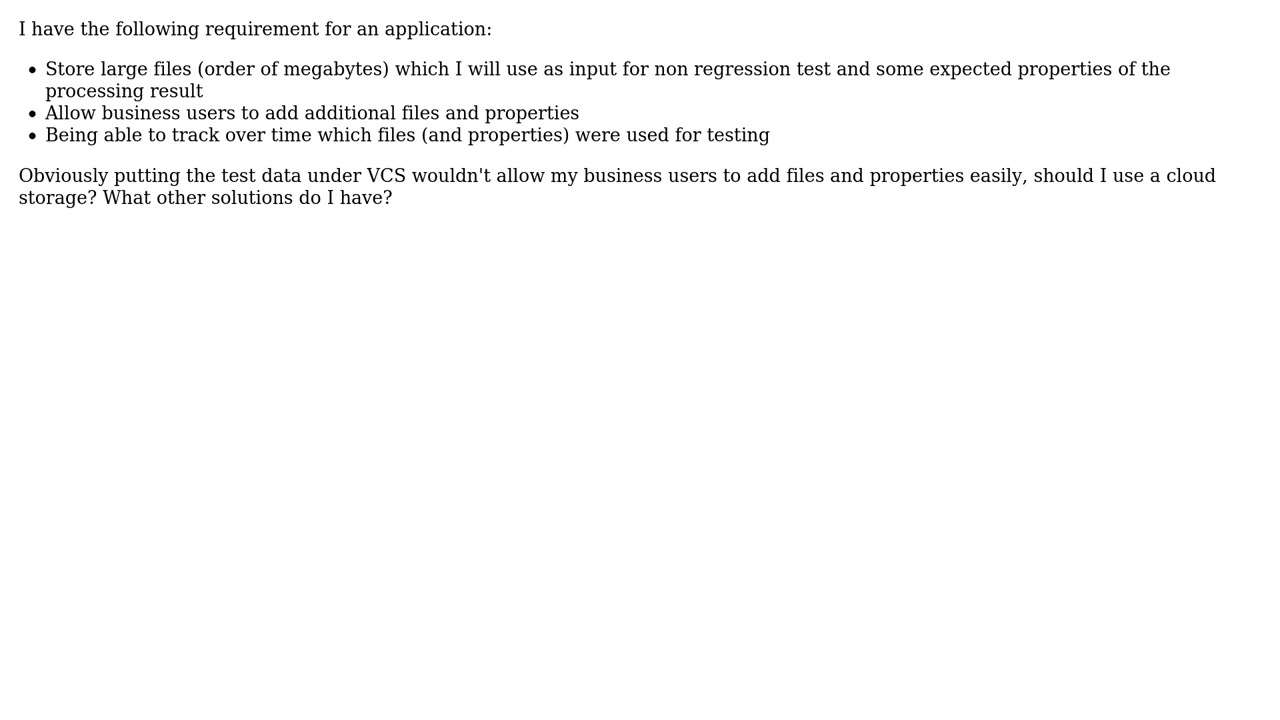 I have the following requirement for an application:
• Store large files (order of megabytes) which I will use as input for non regression test and some expected properties of the
processing result
• Allow business users to add additional files and properties
• Being able to track over time which files (and properties) were used for testing
Obviously putting the test data under VCS wouldn't allow my business users to add files and properties easily, should I use a cloud
storage? What other solutions do I have?